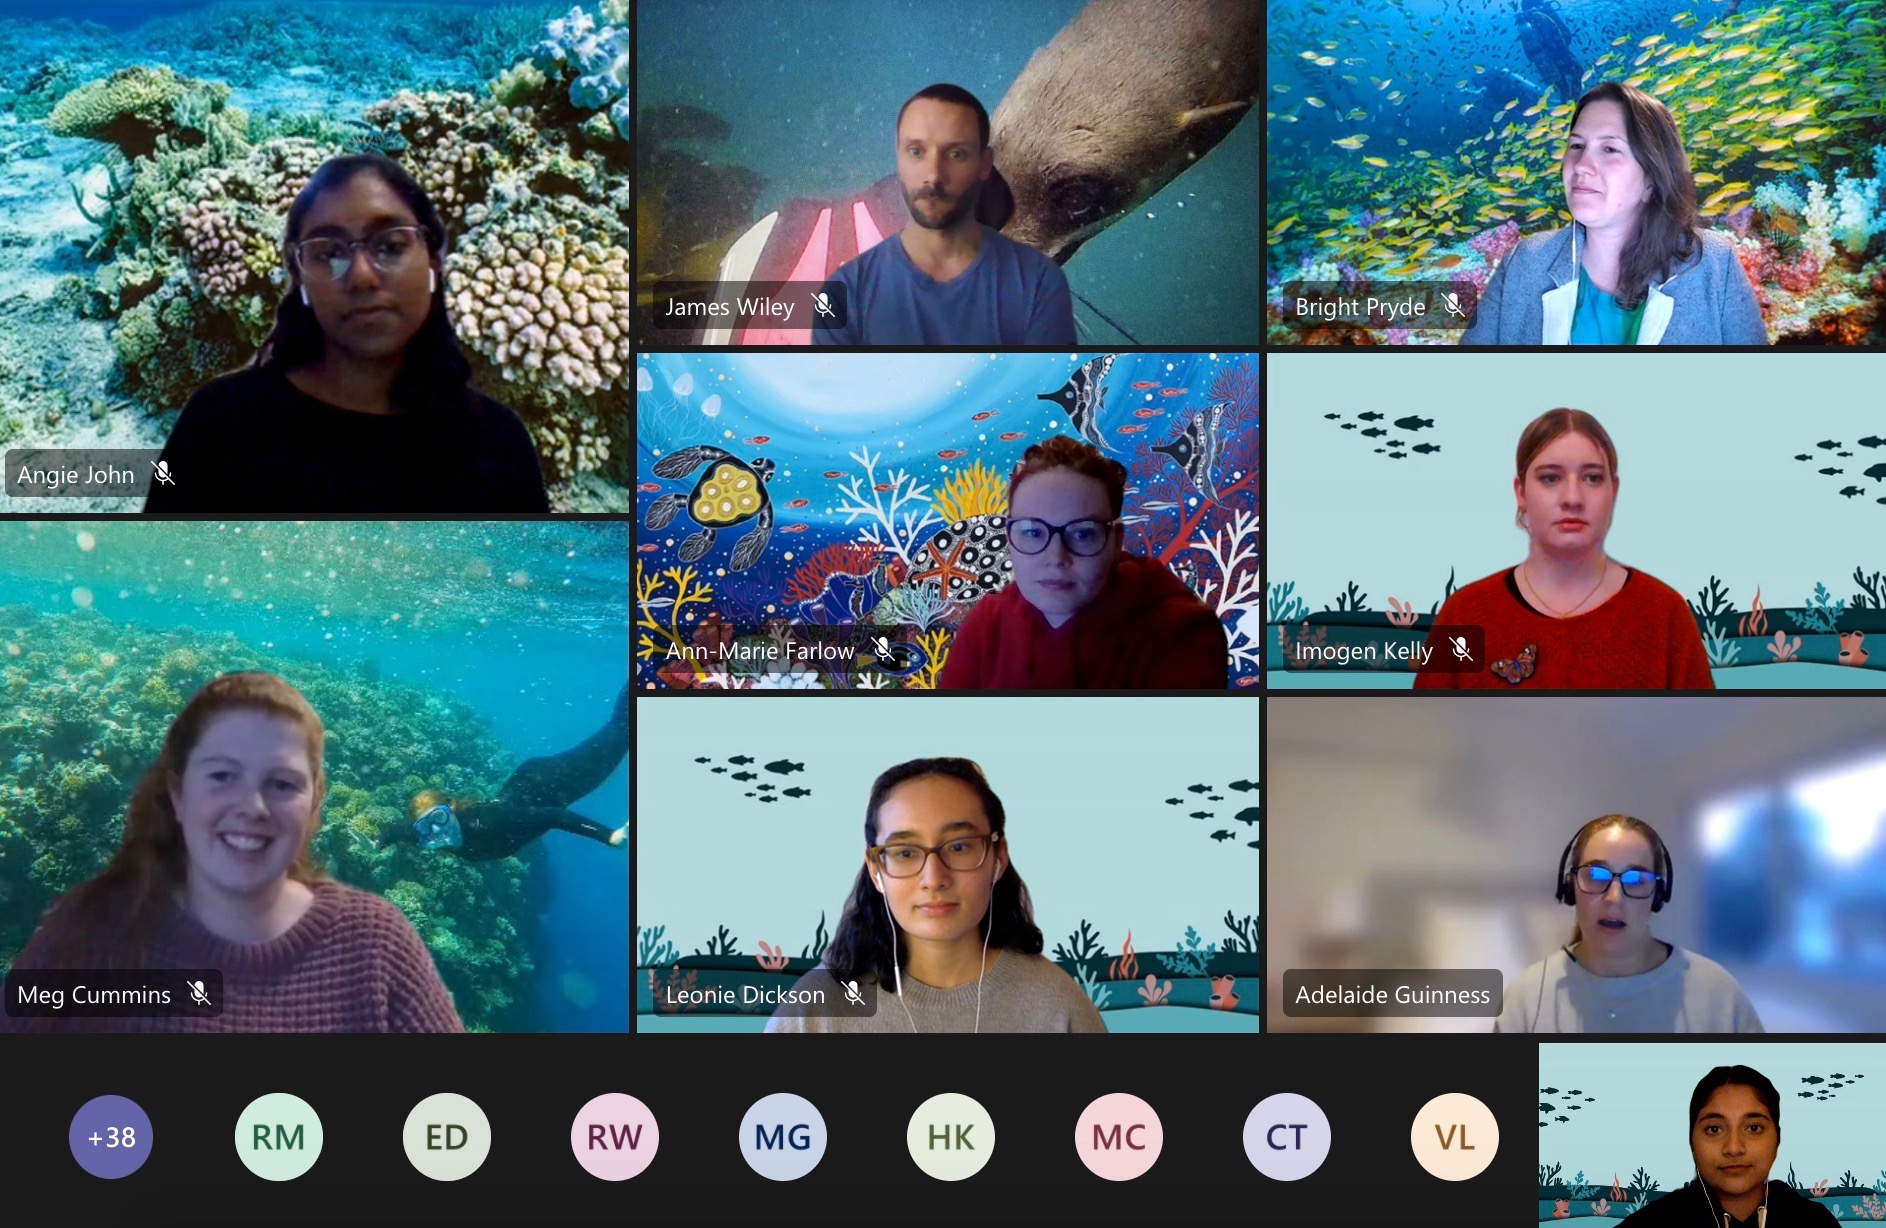 Angie John
James Wiley
Bright Pryde
Ann-Marie Farlow
Imogen Kelly
Meg Cummins
Leonie Dickson
Adelaide Guinness
+38
RM
ED
RW
MG
HK
MC
CT
VL